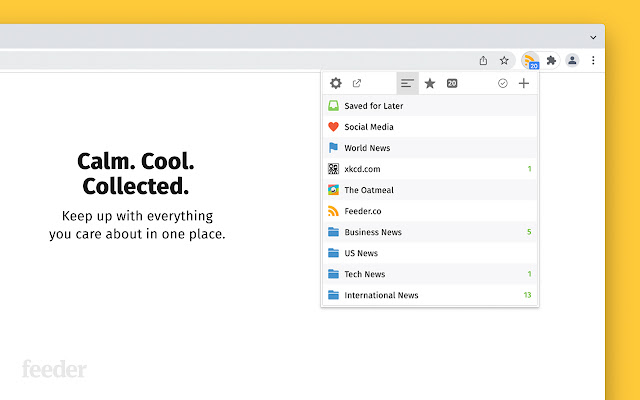 20
20
Saved for Later
Social Media
World News
xkcd.com 1
The Oatmeal
Feeder.co
Business News 5
US News
Tech News 1
International News 13
Calm. Cool.
Collected.
Keep up with everything
you care about in one place.
feeder